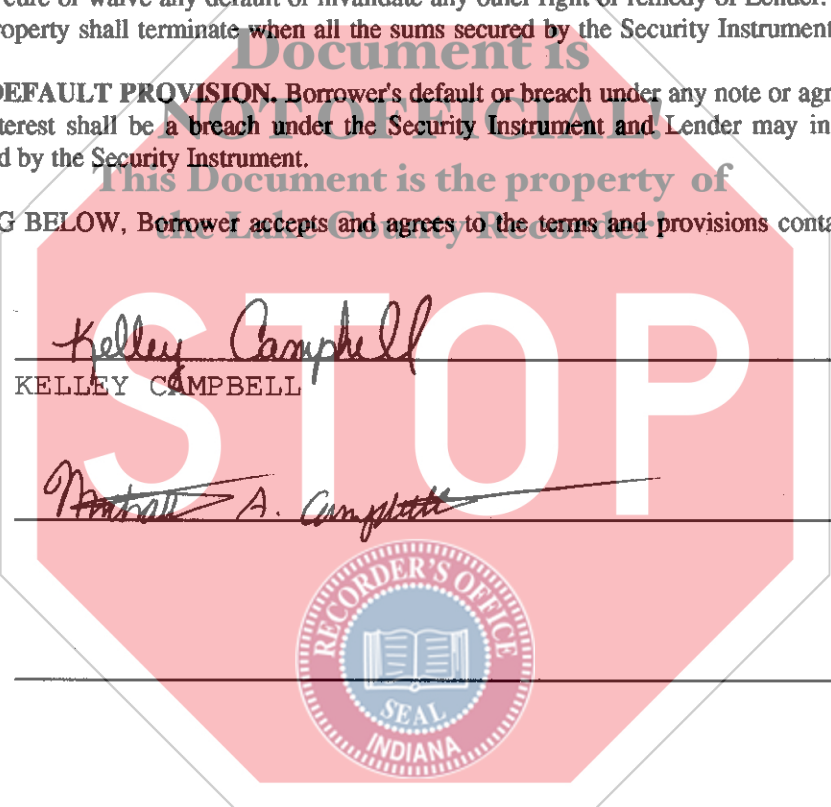 cure or waive any default or invalidate any other right or remedy of Lender.
roperty shall terminate when all the sums secured by the Security Instrument
Document is
DEFAULT PROVISION. Borrower's default or breach under any note or agr
NOT OFFICIAL!
terest shall be a breach under the Security Instrument and Lender may in
d by the Security Instrument.
This Document is the property of
G BELOW, Borrower accepts and agrees to the terms and provisions conta
the Lake County Recorder!
STOP
Kelley Campbell
KELLEY CAMPBELL
A. Campbell
RECORDER'S OFFICE
SEAL
INDIANA